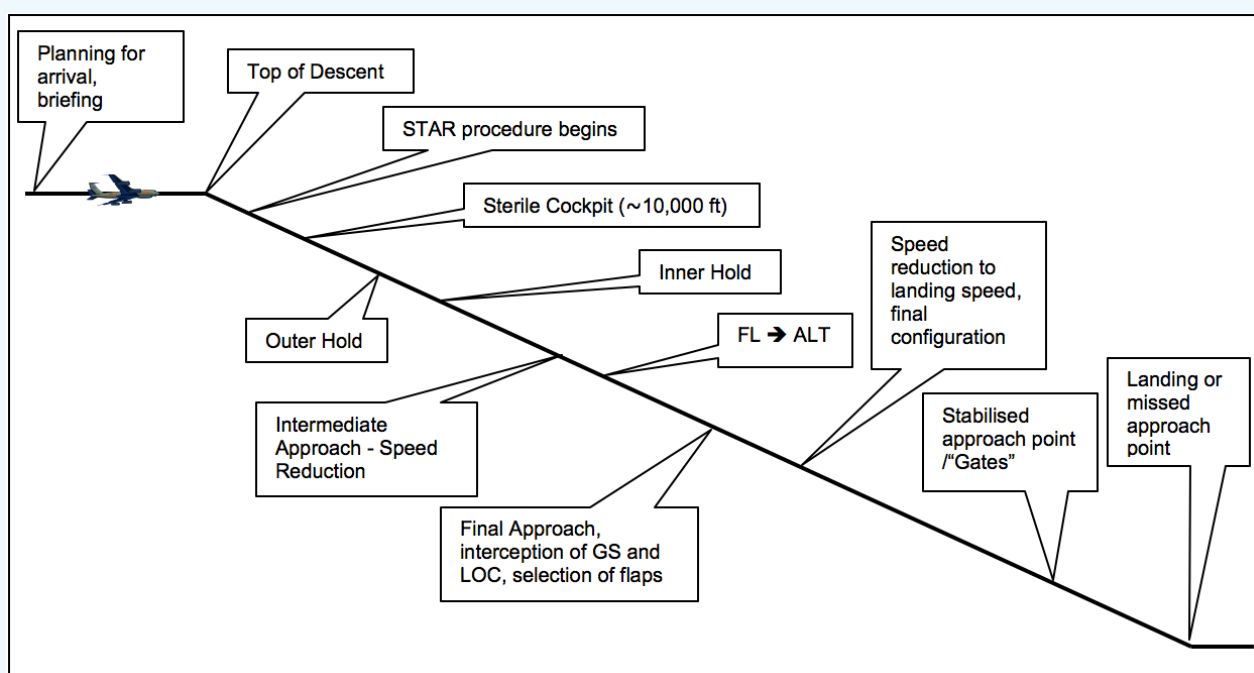 Planning for
arrival,
briefing
Top of Descent
STAR procedure begins
Sterile Cockpit (~10,000 ft)
Inner Hold
Outer Hold
FL ➔ ALT
Speed
reduction to
landing speed,
final
configuration
Intermediate
Approach - Speed
Reduction
Final Approach,
interception of GS and
LOC, selection of flaps
Stabilised
approach point
/“Gates”
Landing or
missed
approach
point